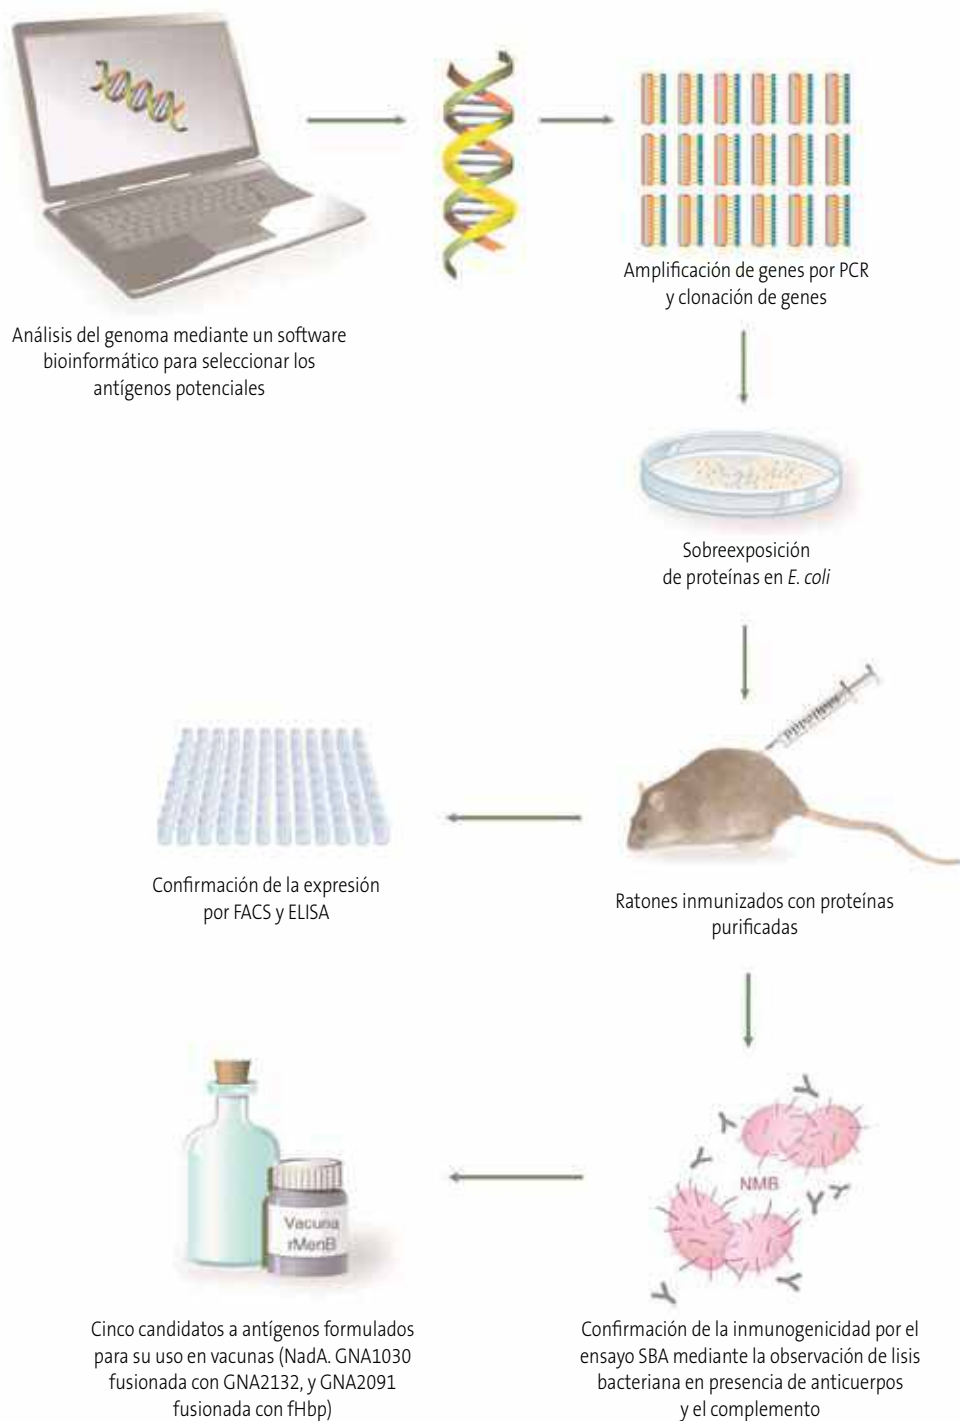 Análisis del genoma mediante un software
bioinformático para seleccionar los
antígenos potenciales
Amplificación de genes por PCR
y clonación de genes
Sobreexposición
de proteínas en E. coli
Ratones inmunizados con proteínas
purificadas
Confirmación de la expresión
por FACS y ELISA
NMB
Confirmación de la inmunogenicidad por el
ensayo SBA mediante la observación de lisis
bacteriana en presencia de anticuerpos
y el complemento
Vacuna
rMenB
Cinco candidatos a antígenos formulados
para su uso en vacunas (NadA. GNA1030
fusionada con GNA2132, y GNA2091
fusionada con fHbp)